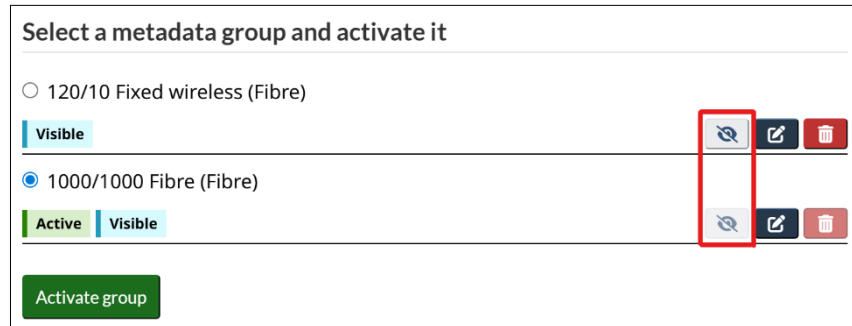 Select a metadata group and activate it
120/10 Fixed wireless (Fibre)
Visible
1000/1000 Fibre (Fibre)
Active Visible
Activate group